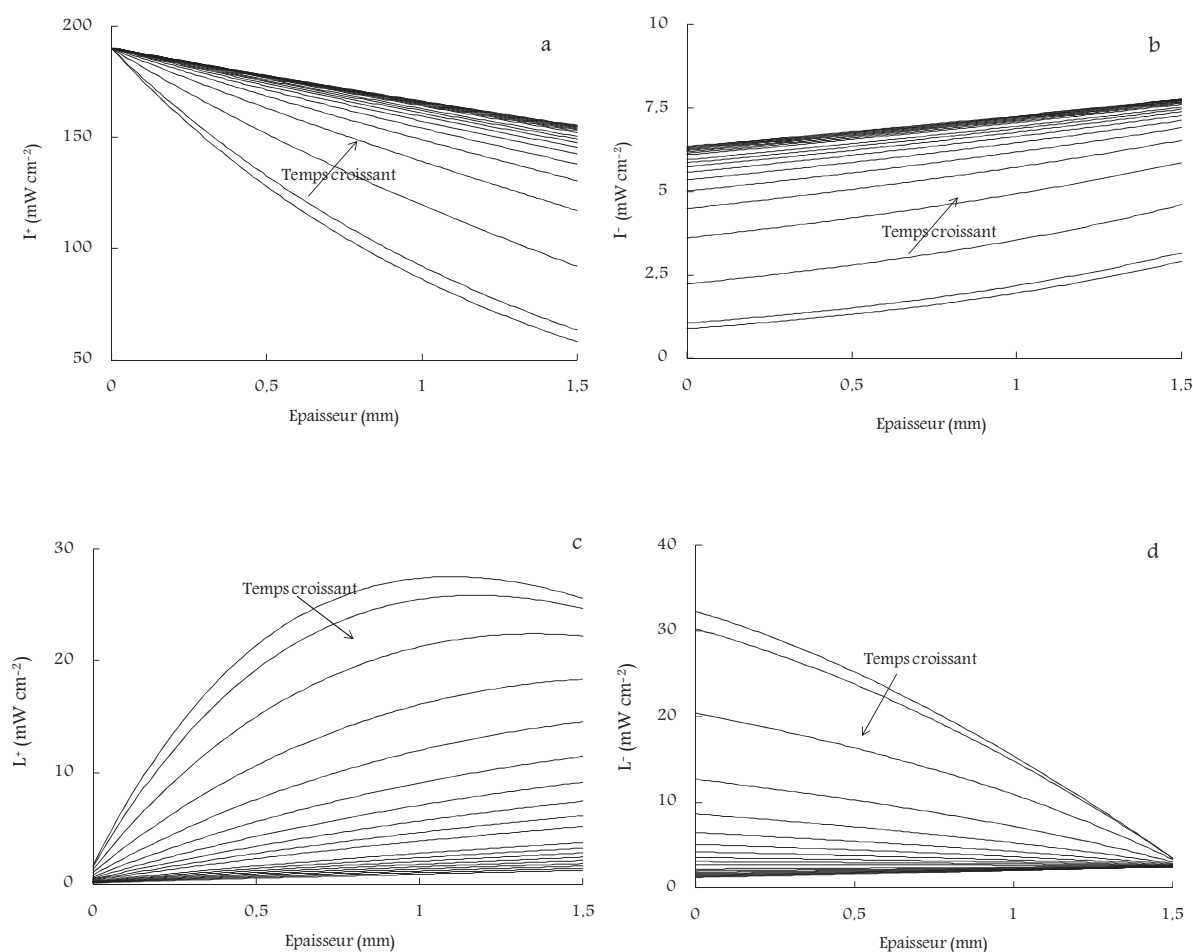 200
150
100
50
I⁺ (mW cm⁻²)
a
Temps croissant
0
0,5
1
1,5
Epaisseur (mm)
10
7,5
5
2,5
0
I⁻ (mW cm⁻²)
b
Temps croissant
0
0,5
1
1,5
Epaisseur (mm)
30
20
10
0
L⁺ (mW cm⁻²)
c
Temps croissant
0
0,5
1
1,5
Epaisseur (mm)
40
30
20
10
0
L⁻ (mW cm⁻²)
d
Temps croissant
0
0,5
1
1,5
Epaisseur (mm)